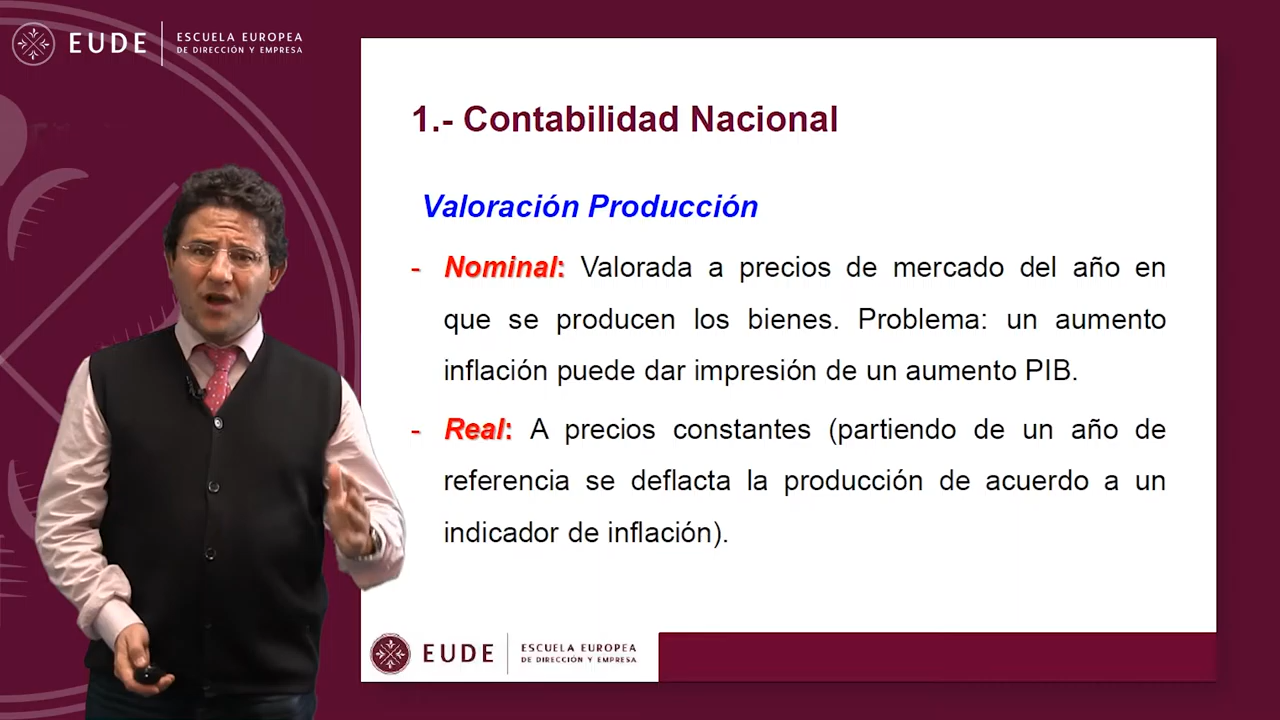 EUDE
ESCUELA EUROPEA
DE DIRECCIÓN Y EMPRESA
1.- Contabilidad Nacional
Valoración Producción
- Nominal: Valorada a precios de mercado del año en
que se producen los bienes. Problema: un aumento
inflación puede dar impresión de un aumento PIB.
- Real: A precios constantes (partiendo de un año de
referencia se deflacta la producción de acuerdo a un
indicador de inflación).
EUDE
ESCUELA EUROPEA
DE DIRECCIÓN Y EMPRESA